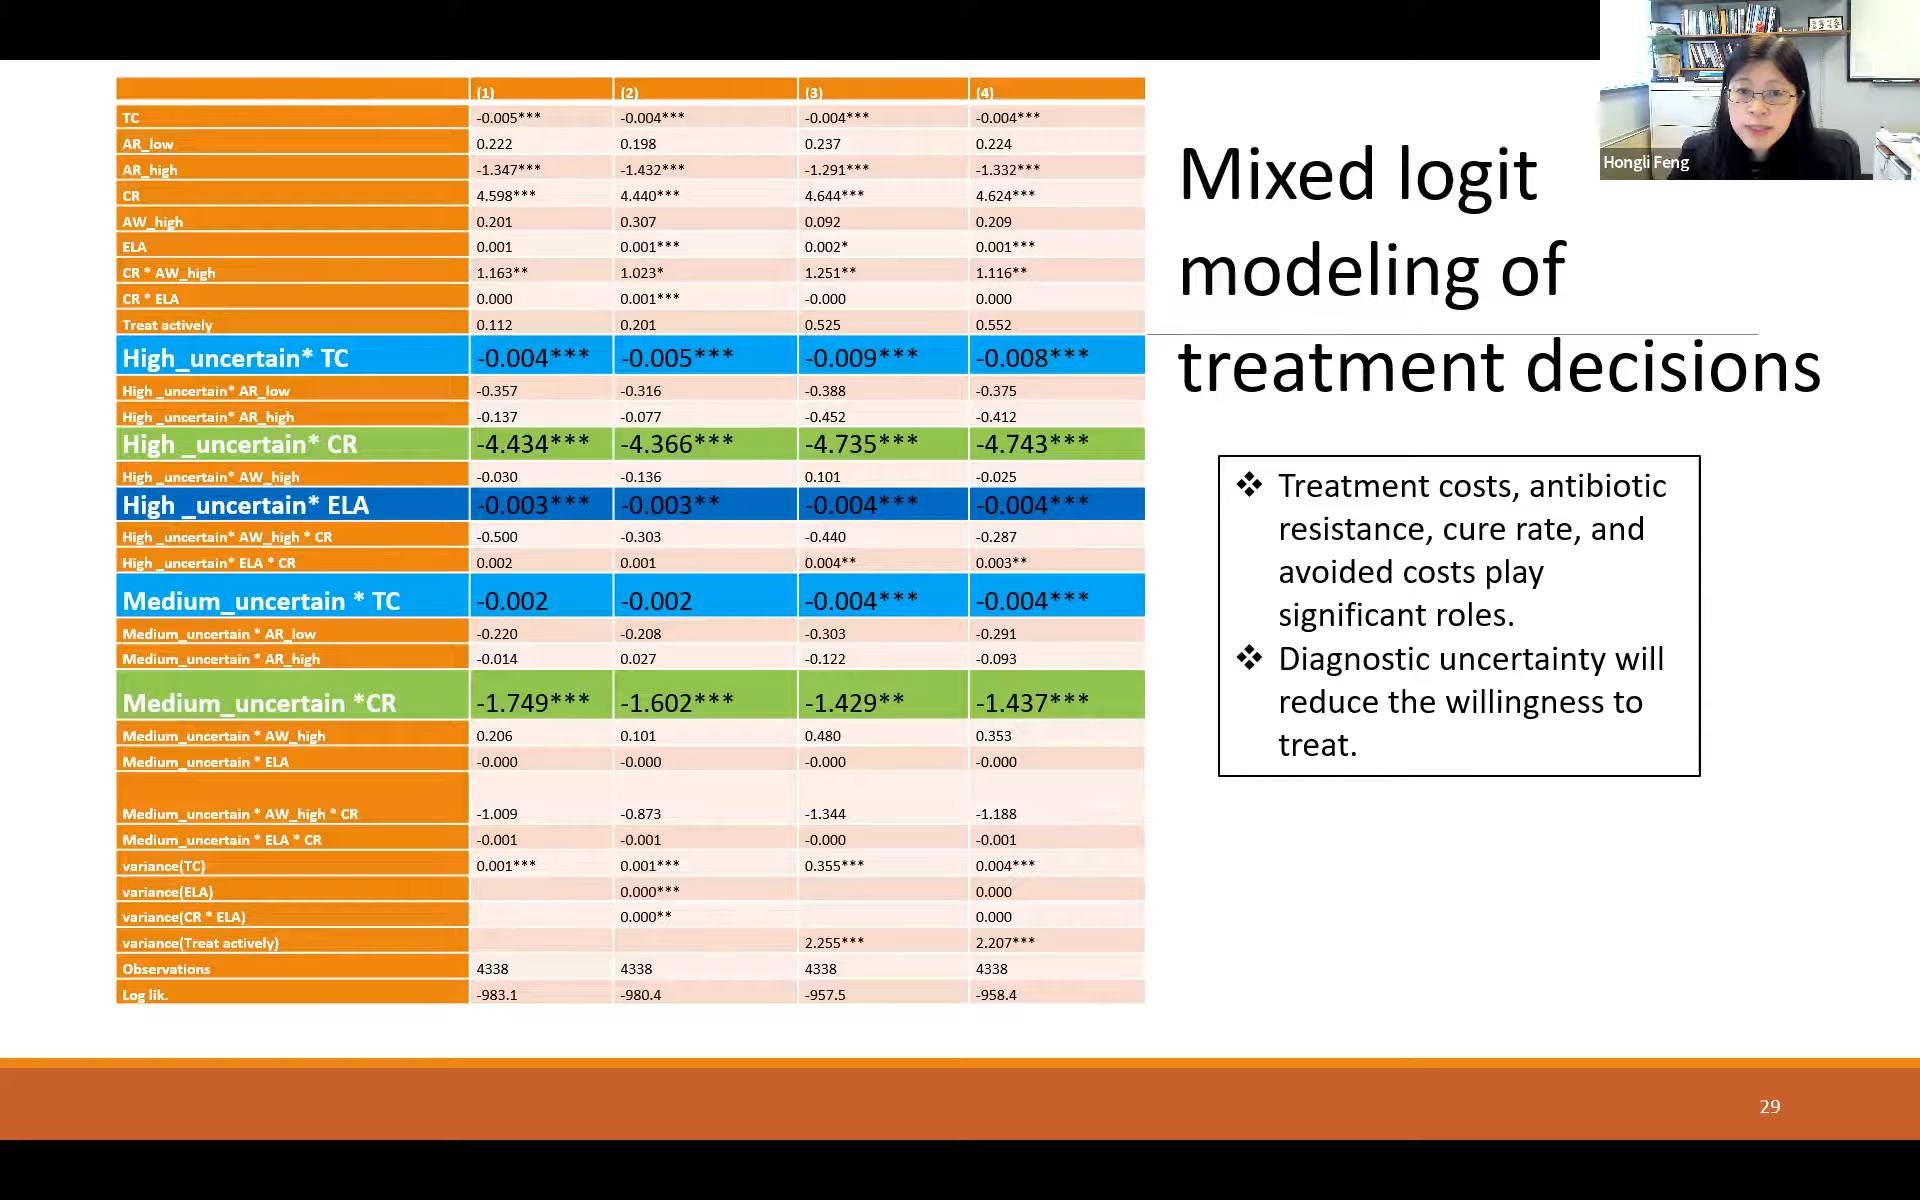 (1) (2) (3) (4)
TC -0.005*** -0.004*** -0.004*** -0.004***
AR_low 0.222 0.198 0.237 0.224
AR_high -1.347*** -1.432*** -1.291*** -1.332***
CR 4.598*** 4.440*** 4.644*** 4.624***
AW_high 0.201 0.307 0.092 0.209
ELA 0.001 0.001*** 0.002* 0.001***
CR * AW_high 1.163** 1.023* 1.251** 1.116**
CR * ELA 0.000 0.001*** -0.000 0.000
Treat actively 0.112 0.201 0.525 0.552
High_uncertain* TC -0.004*** -0.005*** -0.009*** -0.008***
High _uncertain* AR_low -0.357 -0.316 -0.388 -0.375
High _uncertain* AR_high -0.137 -0.077 -0.452 -0.412
High _uncertain* CR -4.434*** -4.366*** -4.735*** -4.743***
High _uncertain* AW_high -0.030 -0.136 0.101 -0.025
High _uncertain* ELA -0.003*** -0.003** -0.004*** -0.004***
High _uncertain* AW_high * CR -0.500 -0.303 -0.440 -0.287
High _uncertain* ELA * CR 0.002 0.001 0.004** 0.003**
Medium_uncertain * TC -0.002 -0.002 -0.004*** -0.004***
Medium_uncertain * AR_low -0.220 -0.208 -0.303 -0.291
Medium_uncertain * AR_high -0.014 0.027 -0.122 -0.093
Medium_uncertain *CR -1.749*** -1.602*** -1.429** -1.437***
Medium_uncertain * AW_high 0.206 0.101 0.480 0.353
Medium_uncertain * ELA -0.000 -0.000 -0.000 -0.000
Medium_uncertain * AW_high * CR -1.009 -0.873 -1.344 -1.188
Medium_uncertain * ELA * CR -0.001 -0.001 -0.000 -0.001
variance(TC) 0.001*** 0.001*** 0.355*** 0.004***
variance(ELA) 0.000*** 0.000
variance(CR * ELA) 0.000** 0.000
variance(Treat actively) 2.255*** 2.207***
Observations 4338 4338 4338 4338
Log lik. -983.1 -980.4 -957.5 -958.4
Mixed logit
modeling of
treatment decisions
❖ Treatment costs, antibiotic
resistance, cure rate, and
avoided costs play
significant roles.
❖ Diagnostic uncertainty will
reduce the willingness to
treat.
Hongli Feng
29